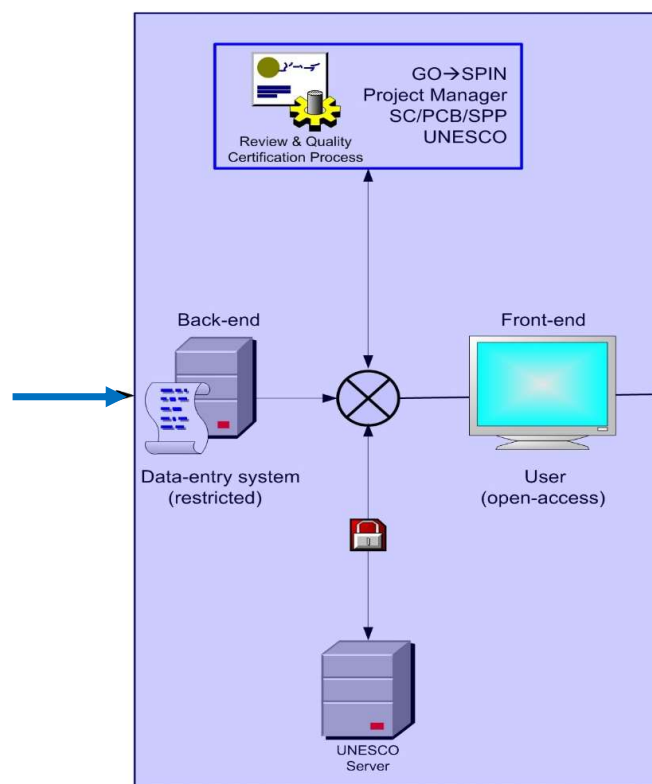 GO→SPIN
Project Manager
SC/PCB/SPP
UNESCO
Review & Quality
Certification Process
Back-end
Front-end
Data-entry system
(restricted)
User
(open-access)
UNESCO
Server